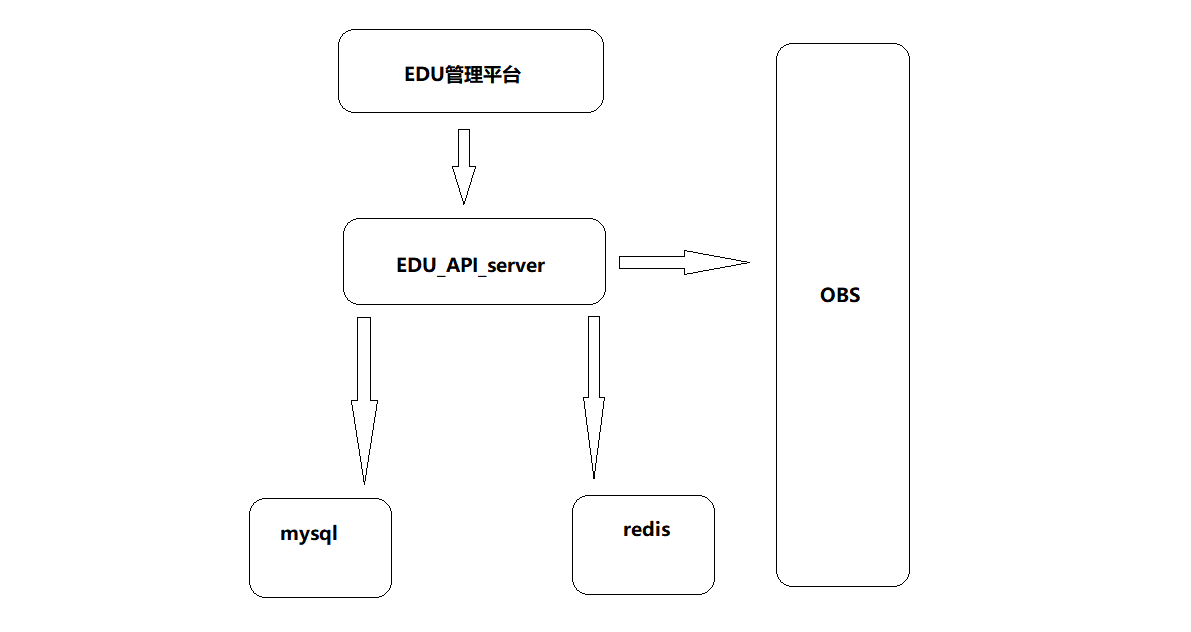 EDU管理平台
EDU_API_server
OBS
mysql
redis